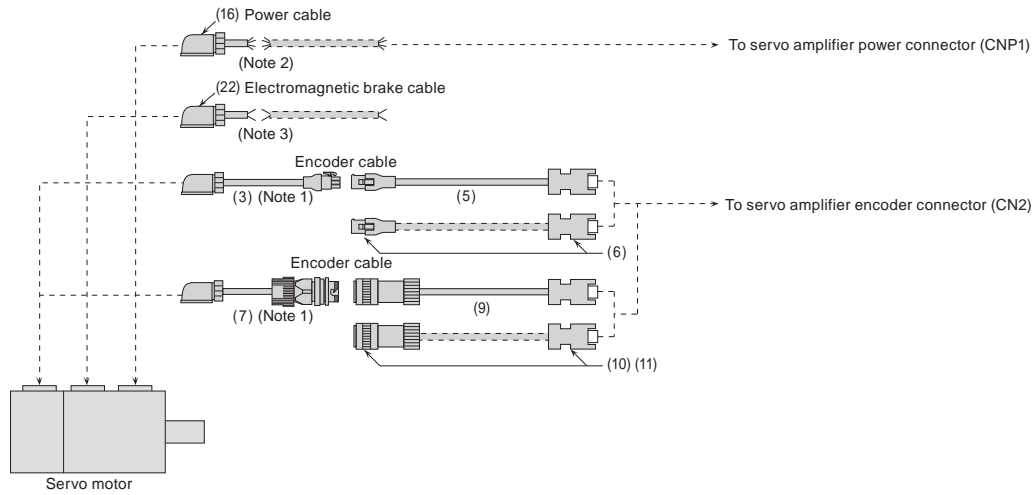 (16) Power cable
To servo amplifier power connector (CNP1)
(Note 2)
(22) Electromagnetic brake cable
(Note 3)
Encoder cable
(3) (Note 1)
(5)
To servo amplifier encoder connector (CN2)
(6)
Encoder cable
(7) (Note 1)
(9)
(10) (11)
Servo motor